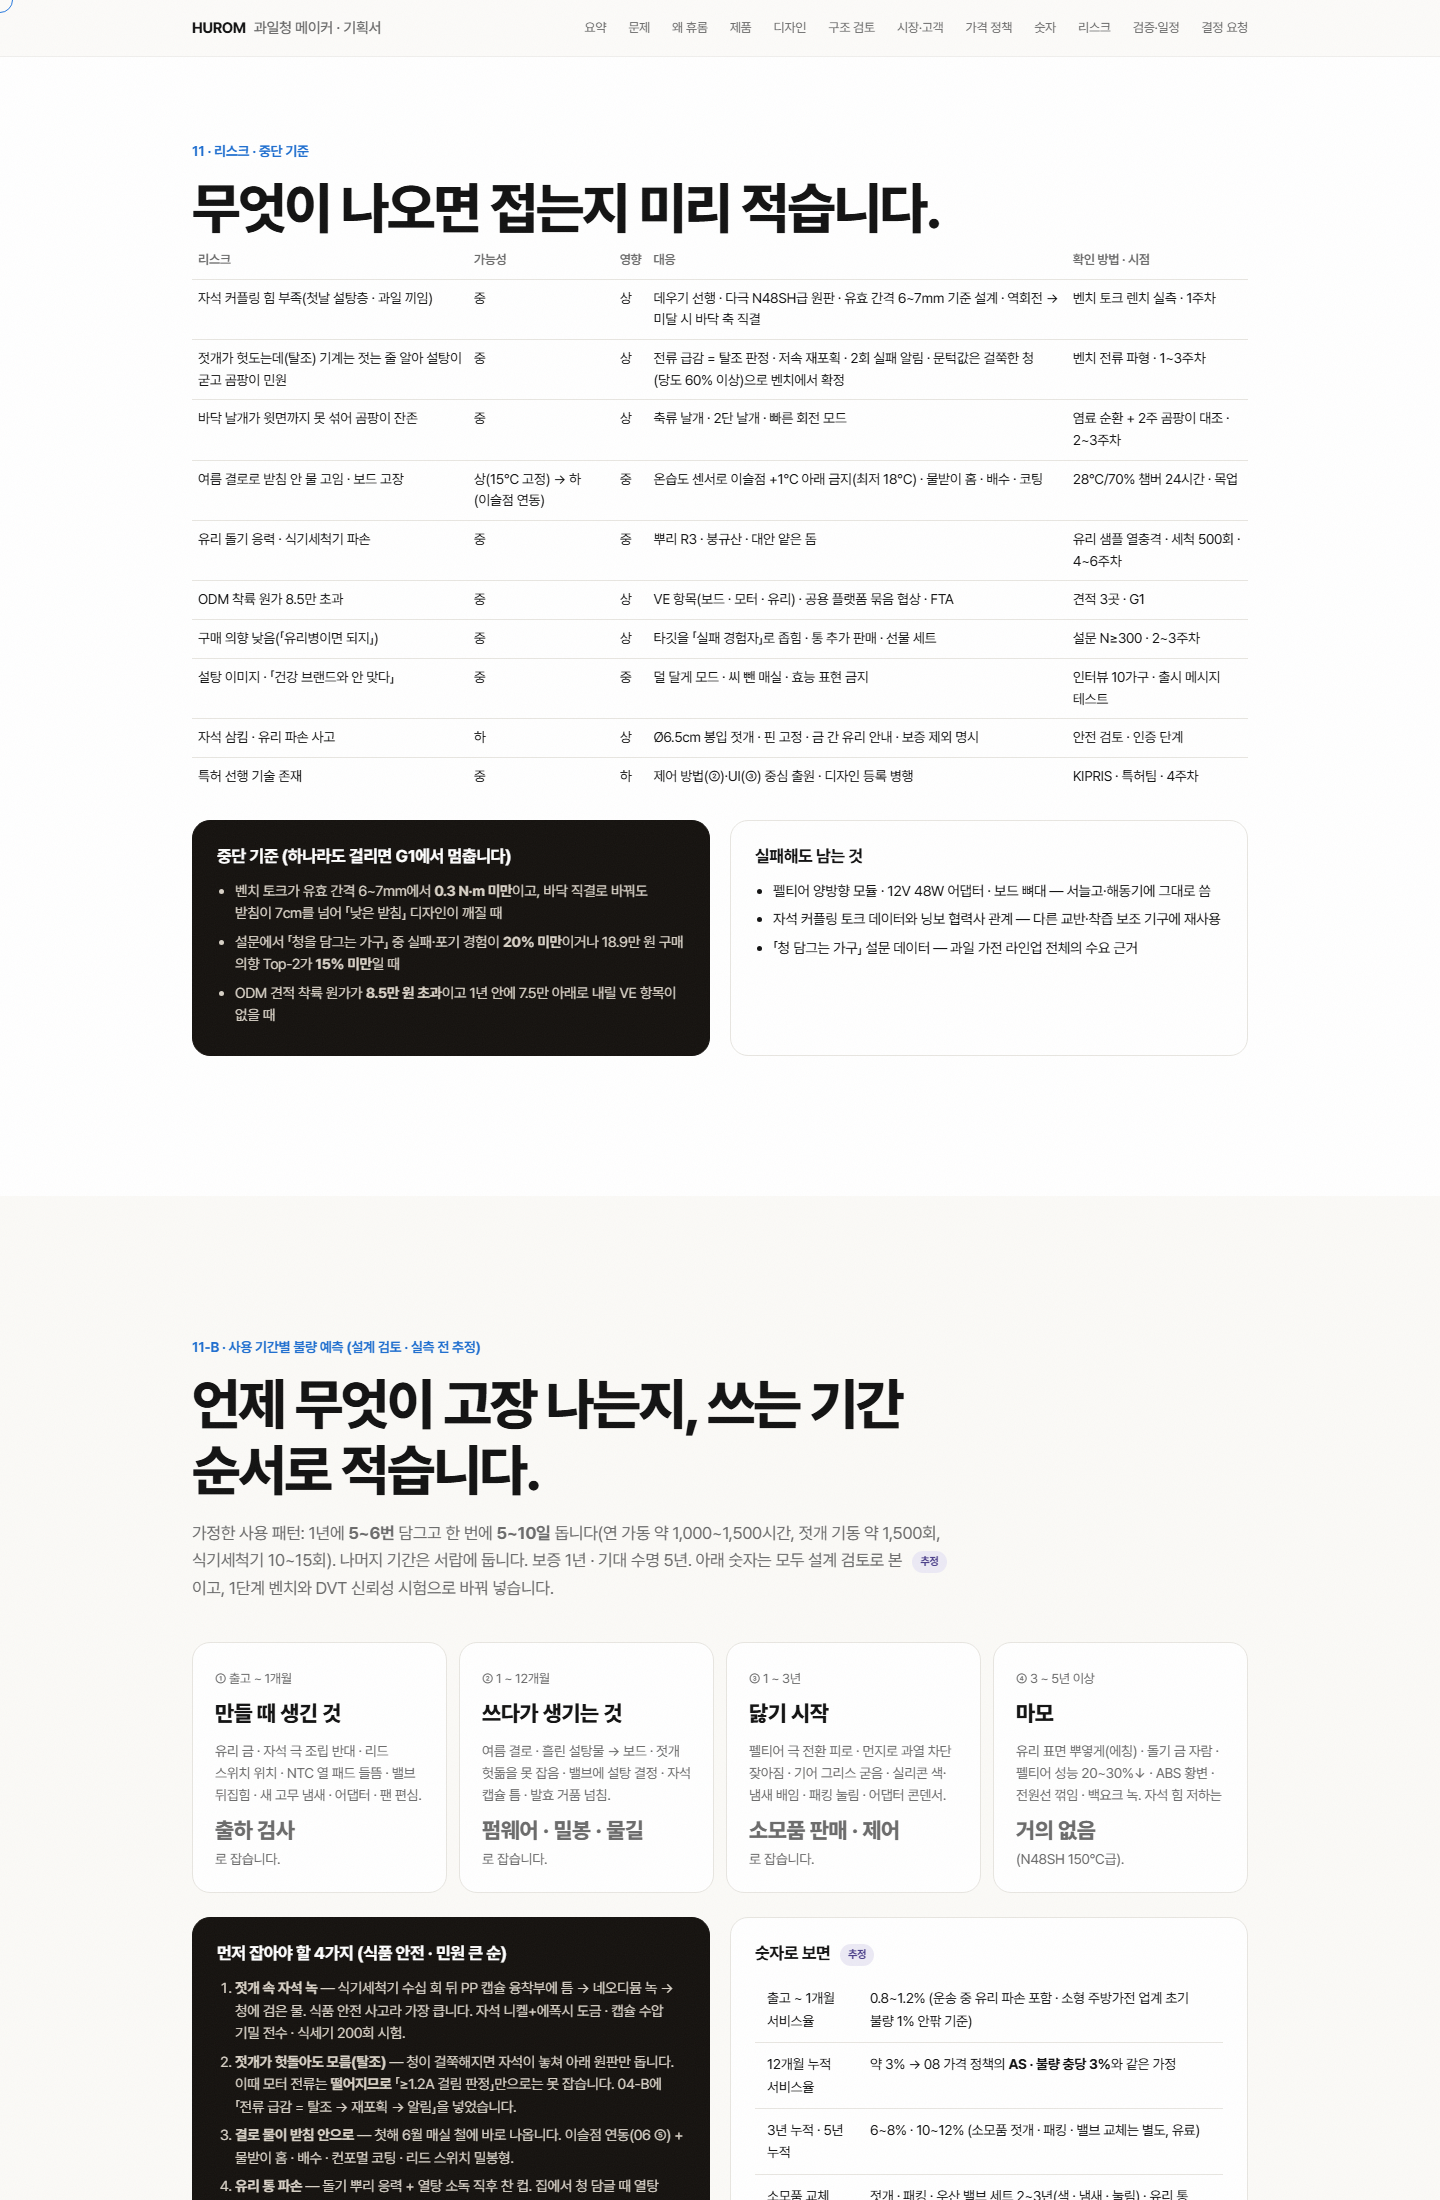 HUROM 과일청 메이커 · 기획서
요약 문제 왜 휴롬 제품 디자인 구조 검토 시장·고객 가격 정책 숫자 리스크 검증·일정 결정 요청
11 · 리스크 · 중단 기준
무엇이 나오면 접는지 미리 적습니다.
리스크 가능성 영향 대응 확인 방법 · 시점
자석 커플링 힘 부족(첫날 설탕층 · 과일 끼임) 중 상 데우기 선행 · 다극 N48SH급 원판 · 유효 간격 6~7mm 기준 설계 · 역회전 → 벤치 토크 렌치 실측 · 1주차
미달 시 바닥 축 직결
젓개가 헛도는데(탈조) 기계는 젓는 줄 알아 설탕이 중 상 전류 급감 = 탈조 판정 · 저속 재포획 · 2회 실패 알림 · 문턱값은 걸쭉한 청 벤치 전류 파형 · 1~3주차
굳고 곰팡이 민원 (당도 60% 이상)으로 벤치에서 확정
바닥 날개가 윗면까지 못 섞어 곰팡이 잔존 중 상 축류 날개 · 2단 날개 · 빠른 회전 모드 염료 순환 + 2주 곰팡이 대조 ·
2~3주차
여름 결로로 받침 안 물 고임 · 보드 고장 상(15°C 고정) → 하 중 온습도 센서로 이슬점 +1°C 아래 금지(최저 18°C) · 물받이 홈 · 배수 · 코팅 28°C/70% 챔버 24시간 · 목업
(이슬점 연동)
유리 돌기 응력 · 식기세척기 파손 중 중 뿌리 R3 · 붕규산 · 대안 얕은 돔 유리 샘플 열충격 · 세척 500회 ·
4~6주차
ODM 착륙 원가 8.5만 초과 중 상 VE 항목(보드 · 모터 · 유리) · 공용 플랫폼 묶음 협상 · FTA 견적 3곳 · G1
구매 의향 낮음(「유리병이면 되지」) 중 상 타깃을 「실패 경험자」로 좁힘 · 통 추가 판매 · 선물 세트 설문 N≥300 · 2~3주차
설탕 이미지 · 「건강 브랜드와 안 맞다」 중 중 덜 달게 모드 · 씨 뺀 매실 · 효능 표현 금지 인터뷰 10가구 · 출시 메시지
테스트
자석 삼킴 · 유리 파손 사고 하 상 Ø6.5cm 봉입 젓개 · 핀 고정 · 금 간 유리 안내 · 보증 제외 명시 안전 검토 · 인증 단계
특허 선행 기술 존재 중 하 제어 방법(②)·UI(③) 중심 출원 · 디자인 등록 병행 KIPRIS · 특허팀 · 4주차
중단 기준 (하나라도 걸리면 G1에서 멈춥니다)
• 벤치 토크가 유효 간격 6~7mm에서 0.3 N·m 미만이고, 바닥 직결로 바꿔도
받침이 7cm를 넘어 「낮은 받침」 디자인이 깨질 때
• 설문에서 「청을 담그는 가구」 중 실패·포기 경험이 20% 미만이거나 18.9만 원 구매
의향 Top-2가 15% 미만일 때
• ODM 견적 착륙 원가가 8.5만 원 초과이고 1년 안에 7.5만 아래로 내릴 VE 항목이
없을 때
실패해도 남는 것
• 펠티어 양방향 모듈 · 12V 48W 어댑터 · 보드 뼈대 — 서늘고·해동기에 그대로 씀
• 자석 커플링 토크 데이터와 닝보 협력사 관계 — 다른 교반·착즙 보조 기구에 재사용
• 「청 담그는 가구」 설문 데이터 — 과일 가전 라인업 전체의 수요 근거
11-B · 사용 기간별 불량 예측 (설계 검토 · 실측 전 추정)
언제 무엇이 고장 나는지, 쓰는 기간
순서로 적습니다.
가정한 사용 패턴: 1년에 5~6번 담그고 한 번에 5~10일 돕니다(연 가동 약 1,000~1,500시간, 젓개 기동 약 1,500회,
식기세척기 10~15회). 나머지 기간은 서랍에 둡니다. 보증 1년 · 기대 수명 5년. 아래 숫자는 모두 설계 검토로 본 추정
이고, 1단계 벤치와 DVT 신뢰성 시험으로 바꿔 넣습니다.
① 출고 ~ 1개월
만들 때 생긴 것
유리 금 · 자석 극 조립 반대 · 리드
스위치 위치 · NTC 열 패드 들뜸 · 밸브
뒤집힘 · 새 고무 냄새 · 어댑터 · 팬 편심.
출하 검사
로 잡습니다.
② 1 ~ 12개월
쓰다가 생기는 것
여름 결로 · 흘린 설탕물 → 보드 · 젓개
헛돎을 못 잡음 · 밸브에 설탕 결정 · 자석
캡슐 틈 · 발효 거품 넘침.
펌웨어 · 밀봉 · 물길
로 잡습니다.
③ 1 ~ 3년
닳기 시작
펠티어 극 전환 피로 · 먼지로 과열 차단
잦아짐 · 기어 그리스 굳음 · 실리콘 색·
냄새 배임 · 패킹 눌림 · 어댑터 콘덴서.
소모품 판매 · 제어
로 잡습니다.
④ 3 ~ 5년 이상
마모
유리 표면 뿌옇게(에칭) · 돌기 금 자람 ·
펠티어 성능 20~30%↓ · ABS 황변 ·
전원선 꺾임 · 백요크 녹. 자석 힘 저하는
거의 없음
(N48SH 150°C급).
먼저 잡아야 할 4가지 (식품 안전 · 민원 큰 순)
1. 젓개 속 자석 녹 — 식기세척기 수십 회 뒤 PP 캡슐 융착부에 틈 → 네오디뮴 녹 →
청에 검은 물. 식품 안전 사고라 가장 큽니다. 자석 니켈+에폭시 도금 · 캡슐 수압
기밀 전수 · 식세기 200회 시험.
2. 젓개가 헛돌아도 모름(탈조) — 청이 걸쭉해지면 자석이 놓쳐 아래 원판만 돕니다.
이때 모터 전류는 떨어지므로 「≥1.2A 걸림 판정」만으로는 못 잡습니다. 04-B에
「전류 급감 = 탈조 → 재포획 → 알림」을 넣었습니다.
3. 결로 물이 받침 안으로 — 첫해 6월 매실 철에 바로 나옵니다. 이슬점 연동(06 ⑤) +
물받이 홈 · 배수 · 컨포멀 코팅 · 리드 스위치 밀봉형.
4. 유리 통 파손 — 돌기 뿌리 응력 + 열탕 소독 직후 찬 컵. 집에서 청 담글 때 열탕
숫자로 보면 추정
출고 ~ 1개월 0.8~1.2% (운송 중 유리 파손 포함 · 소형 주방가전 업계 초기
서비스율 불량 1% 안팎 기준)
12개월 누적 약 3% → 08 가격 정책의 AS · 불량 충당 3%와 같은 가정
서비스율
3년 누적 · 5년 6~8% · 10~12% (소모품 젓개 · 패킹 · 밸브 교체는 별도, 유료)
누적
소모품 교체 젓개 · 패킹 · 우산 밸브 세트 2~3년(색 · 냄새 · 눌림) · 유리 통